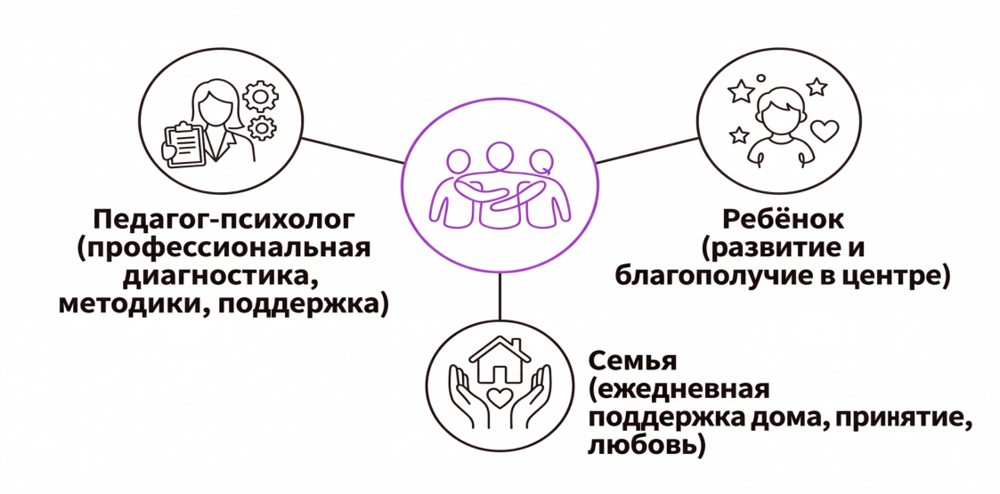 Педагог-психолог
(профессиональная
диагностика,
методики, поддержка)
Ребёнок
(развитие и
благополучие в центре)
Семья
(ежедневная
поддержка дома, принятие,
любовь)